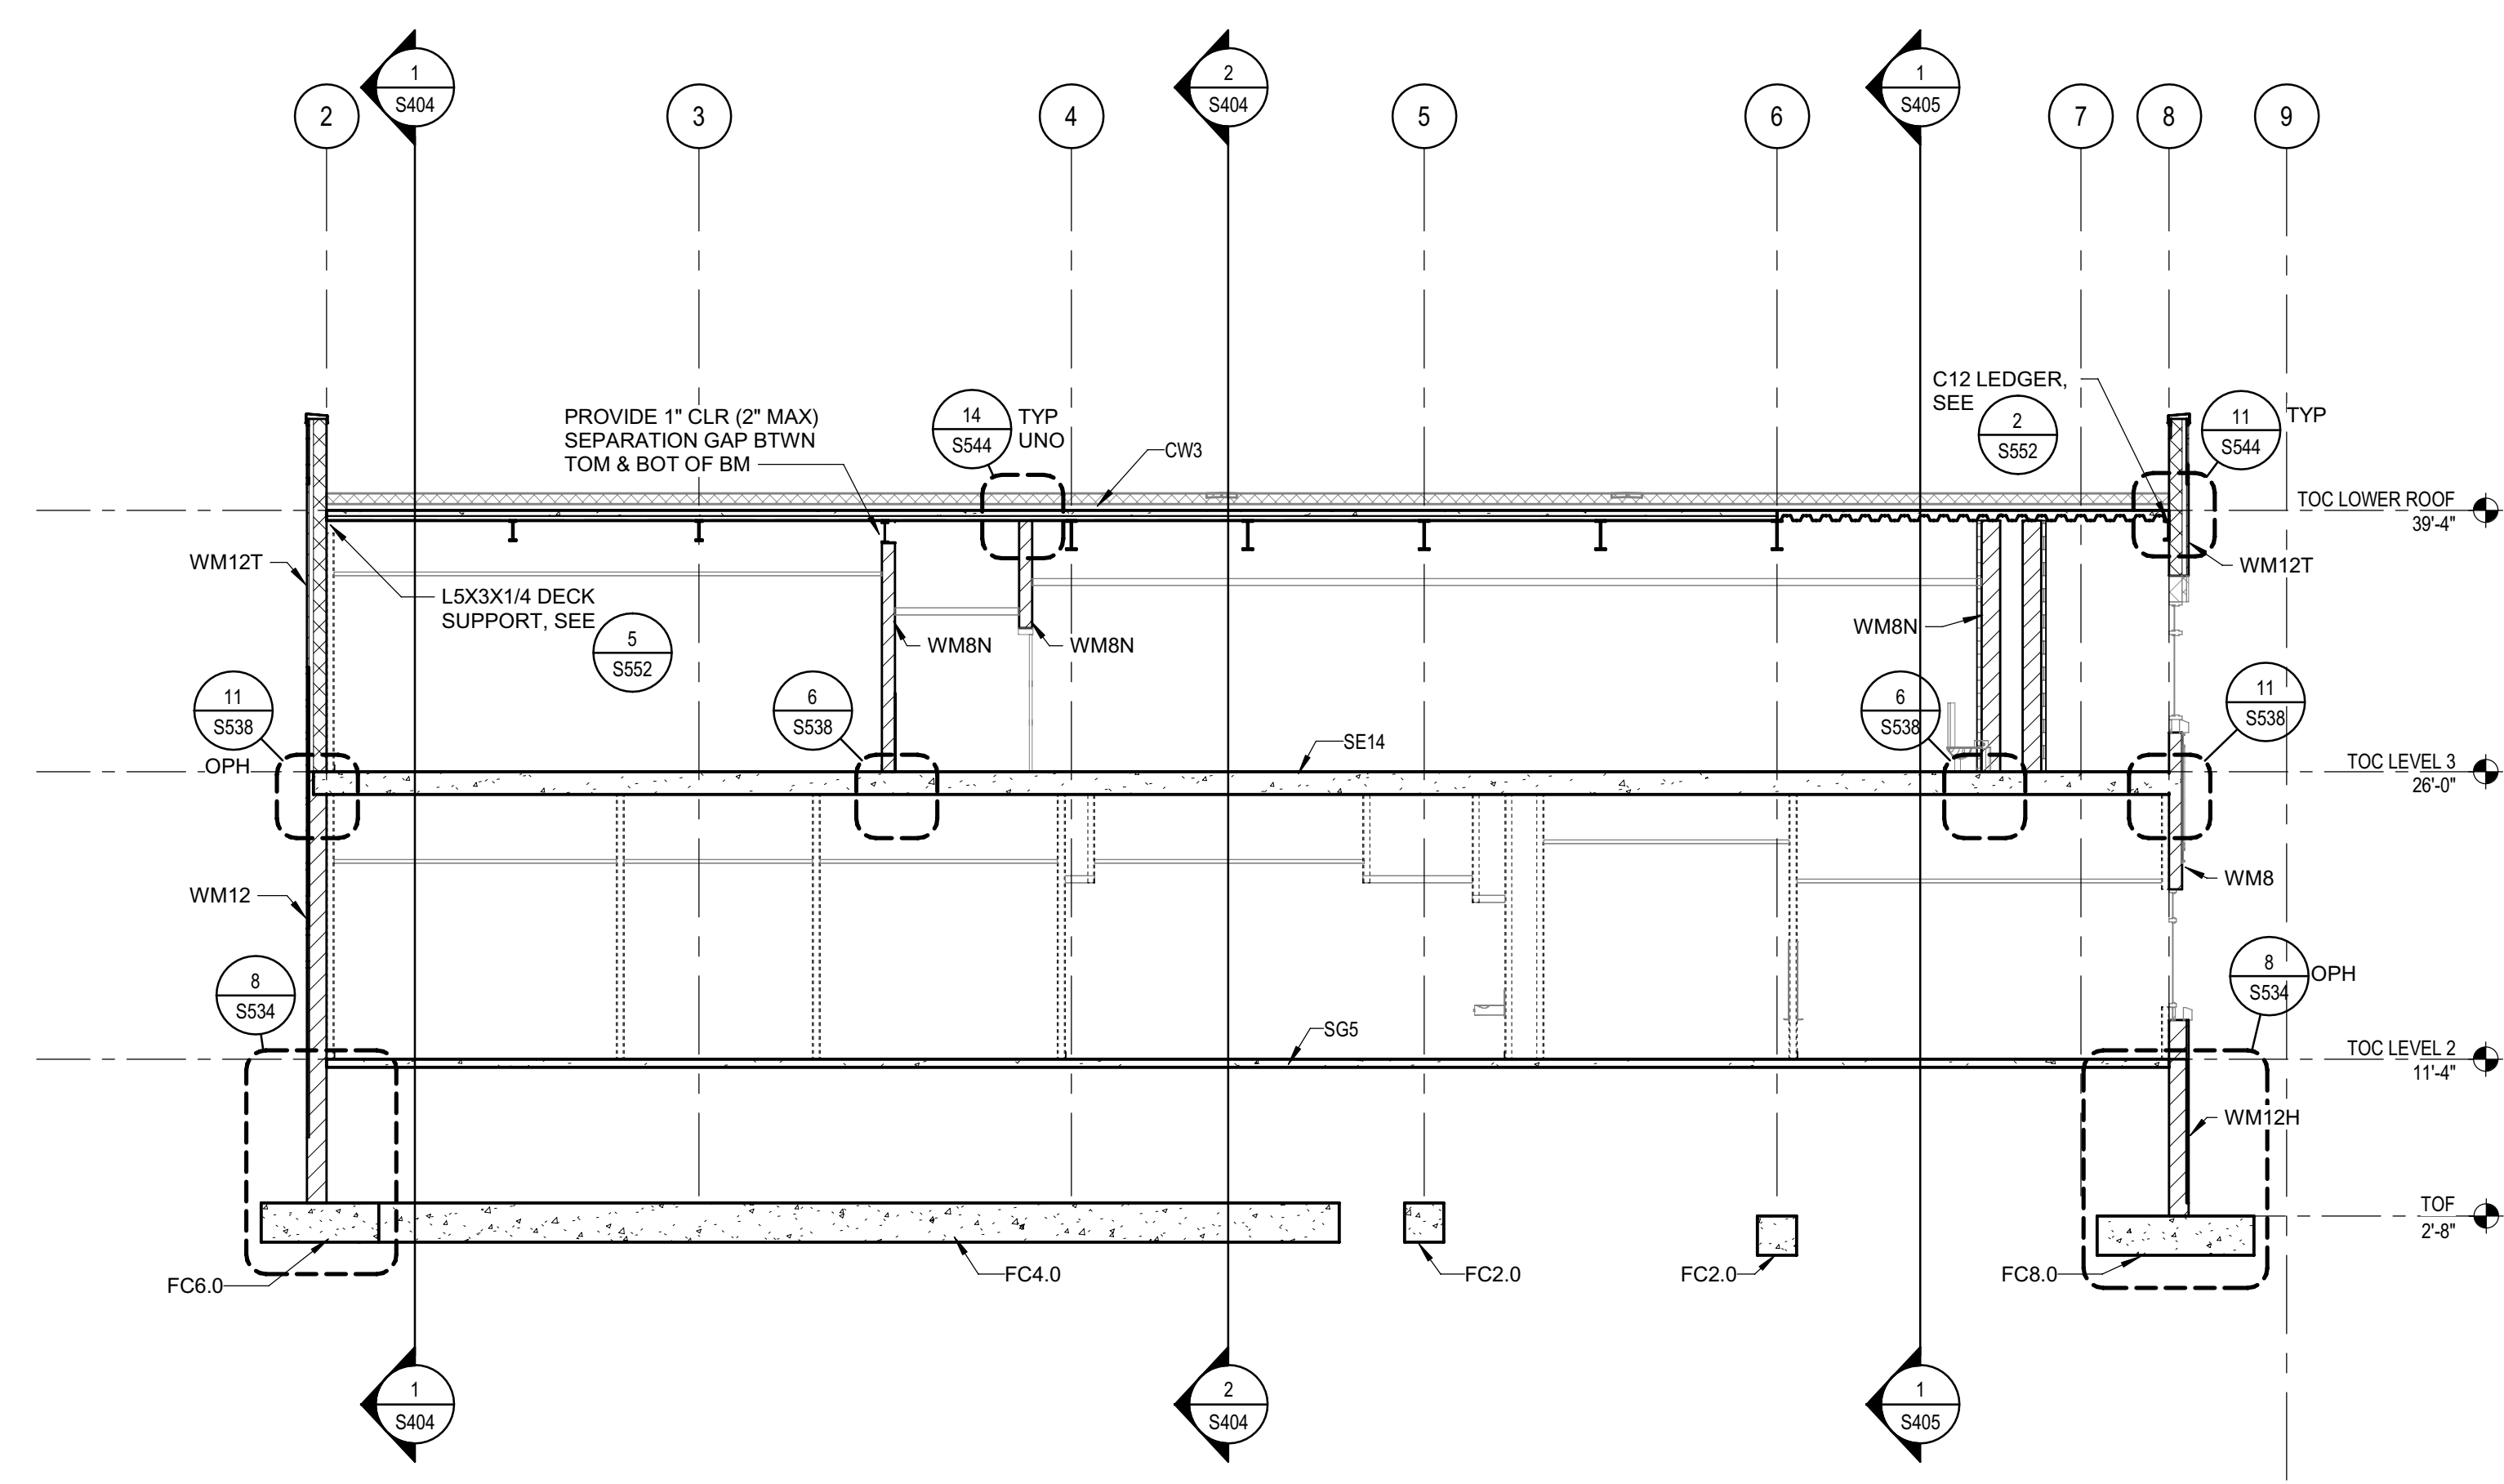 1
S404
2
S404
1
S405
2
3
4
5
6
7
8
9
C12 LEDGER,
SEE
2
S552
11
S544
TYP
PROVIDE 1" CLR (2" MAX)
SEPARATION GAP BTWN
TOM & BOT OF BM
14
S544
TYP
UNO
CW3
TOC LOWER ROOF
39'-4"
WM12T
L5X3X1/4 DECK
SUPPORT, SEE
5
S552
WM8N
WM8N
WM8N
WM12T
11
S538
OPH
6
S538
SE14
6
S538
11
S538
TOC LEVEL 3
26'-0"
WM12
WM8
8
S534
SG5
8
S534
OPH
TOC LEVEL 2
11'-4"
WM12H
TOF
2'-8"
FC6.0
FC4.0
FC2.0
FC2.0
FC8.0
1
S404
2
S404
1
S405